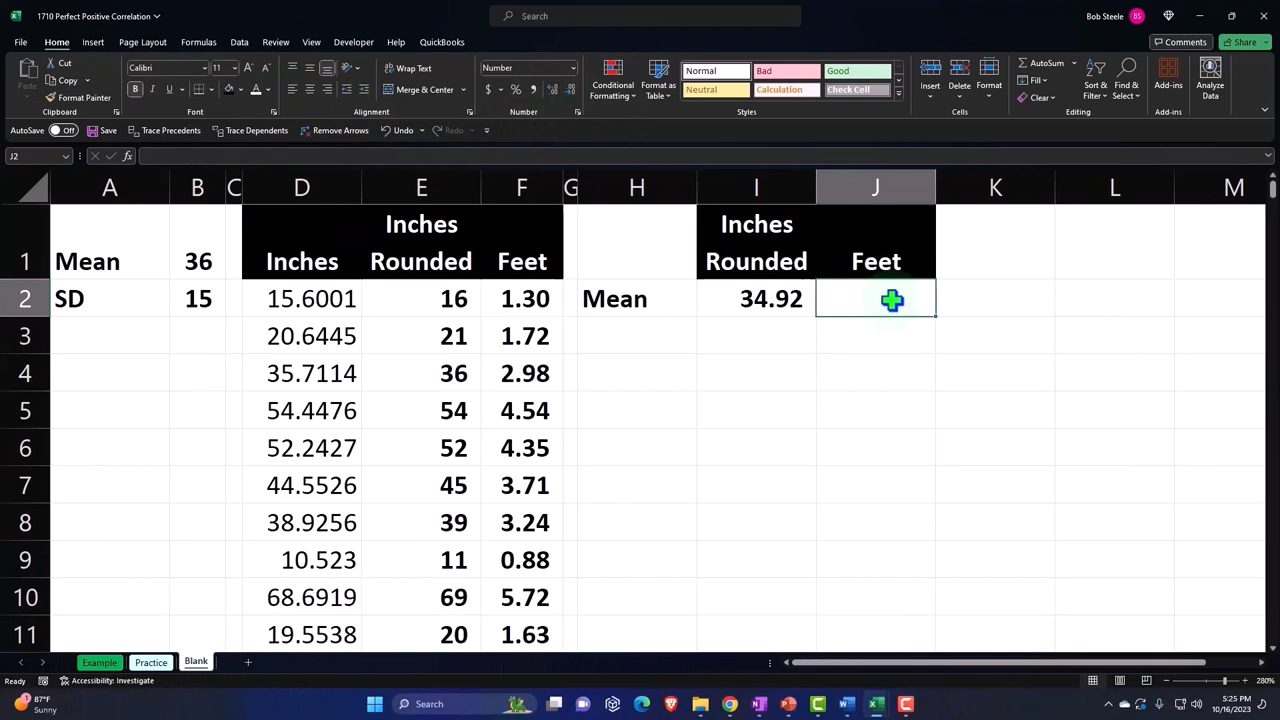 1710 Perfect Positive Correlation
Search
Bob Steele
BS
File
Home
Insert
Page Layout
Formulas
Data
Review
View
Developer
Help
QuickBooks
Comments
Share
Paste
Cut
Copy
Format Painter
Clipboard
Calibri
11
Font
Wrap Text
Merge & Center
Alignment
Number
Number
Conditional Formatting
Format as Table
Normal
Bad
Good
Neutral
Calculation
Check Cell
Styles
Insert
Delete
Format
Cells
AutoSum
Fill
Clear
Sort & Filter
Find & Select
Editing
Add-ins
Add-ins
Analyze Data
AutoSave
Off
Save
Trace Precedents
Trace Dependents
Remove Arrows
Undo
Redo
J2
fx
A B C D E F G H I J K L M
1 Mean 36 Inches Inches Rounded Feet Inches Rounded Feet
2 SD 15 15.6001 16 1.30 Mean 34.92
3 20.6445 21 1.72
4 35.7114 36 2.98
5 54.4476 54 4.54
6 52.2427 52 4.35
7 44.5526 45 3.71
8 38.9256 39 3.24
9 10.523 11 0.88
10 68.6919 69 5.72
11 19.5538 20 1.63
Example
Practice
Blank
Ready
Accessibility: Investigate
280%
87°F
Sunny
Search
5:25 PM
10/16/2023